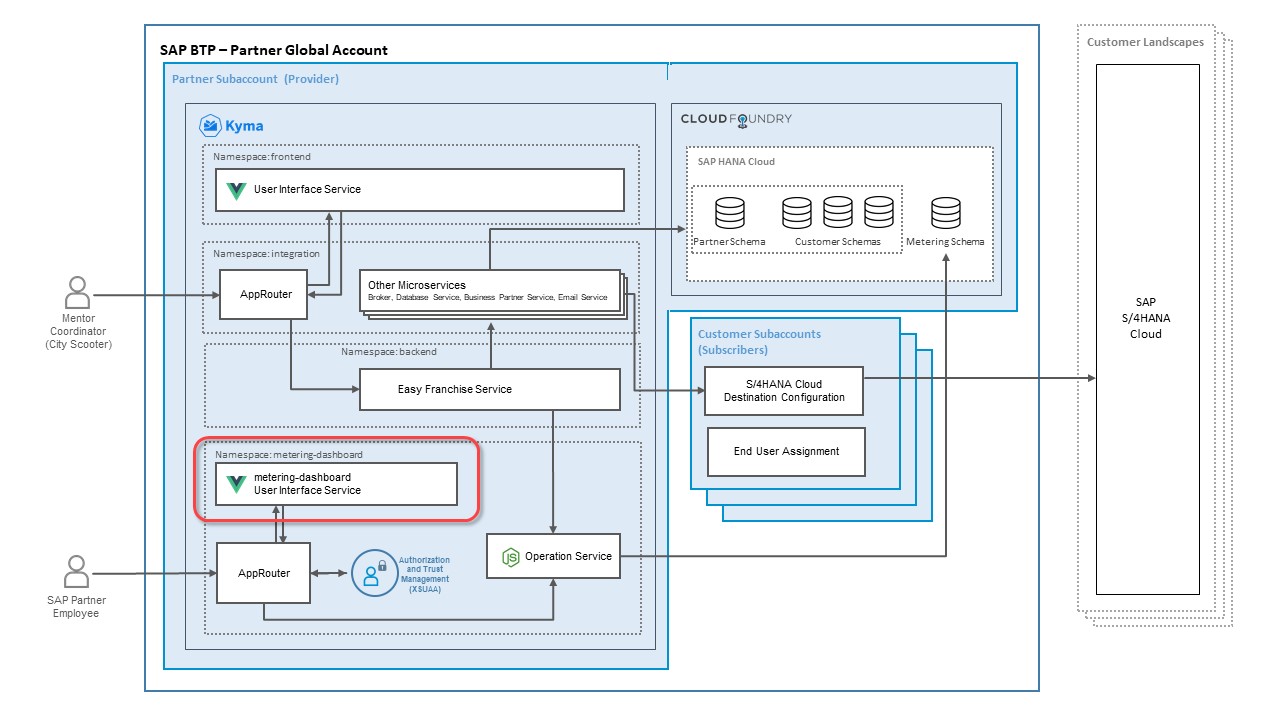 SAP BTP – Partner Global Account
Customer Landscapes
Partner Subaccount (Provider)
Kyma
CLOUD FOUNDRY
Namespace: frontend
User Interface Service
SAP HANA Cloud
Partner Schema
Customer Schemas
Metering Schema
Namespace: integration
AppRouter
Other Microservices
Broker, Database Service, Business Partner Service, Email Service
Mentor
Coordinator
(City Scooter)
SAP
S/4HANA
Cloud
Customer Subaccounts
(Subscribers)
Namespace: backend
Easy Franchise Service
S/4HANA Cloud
Destination Configuration
End User Assignment
Namespace: metering-dashboard
metering-dashboard
User Interface Service
AppRouter
Authorization
and Trust
Management
(XSUAA)
JS
Operation Service
SAP Partner
Employee